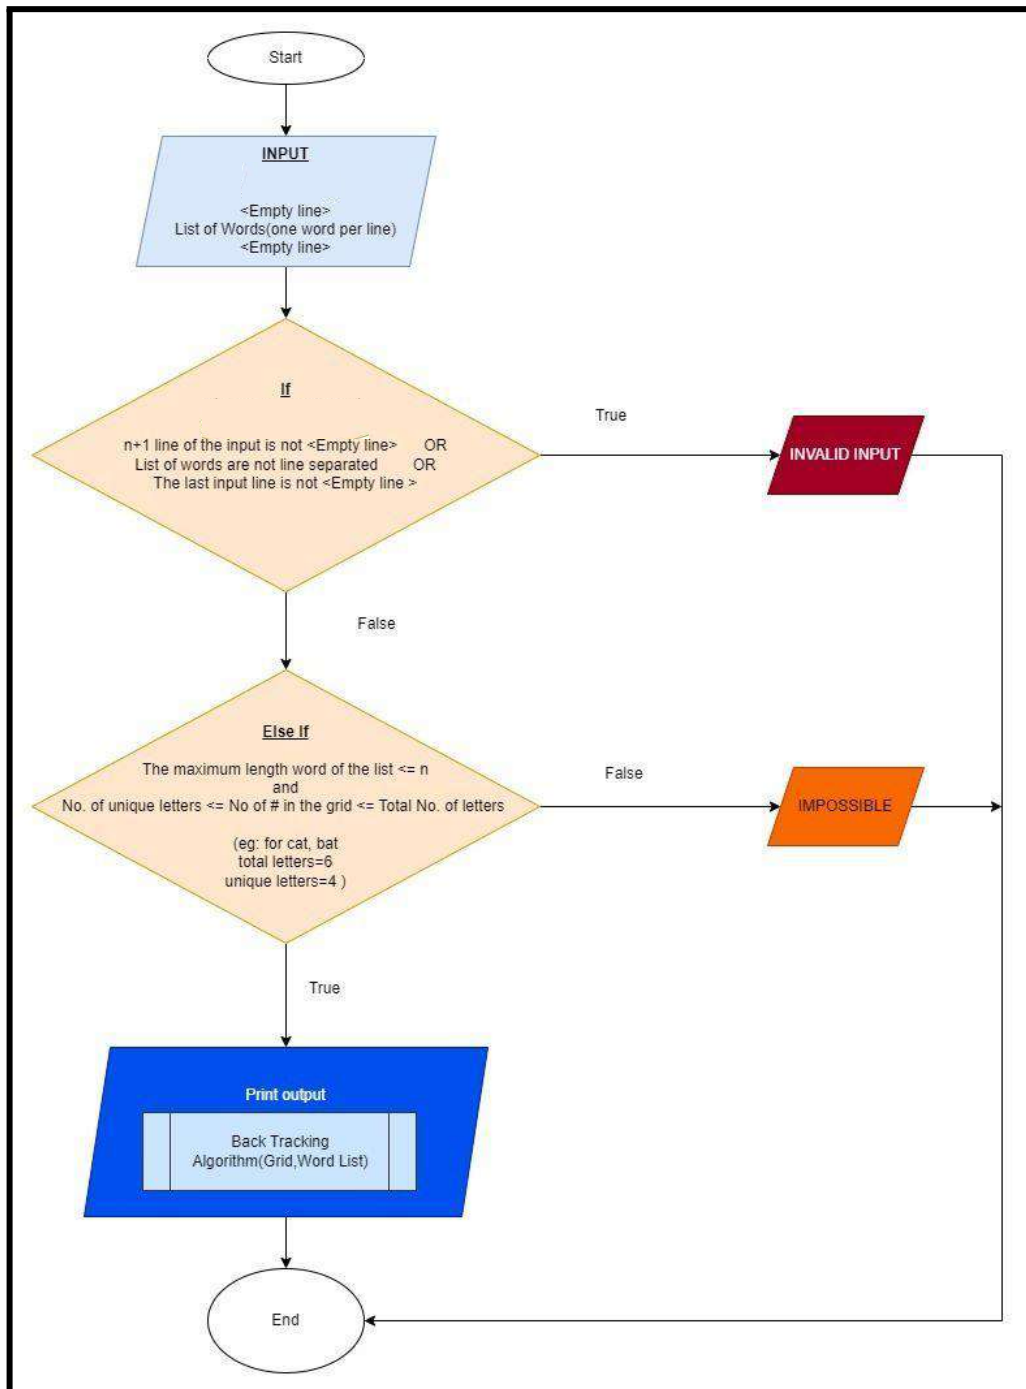 Start
INPUT
<Empty line>
List of Words(one word per line)
<Empty line>
If
n+1 line of the input is not <Empty line> OR
List of words are not line separated OR
The last input line is not <Empty line >
True
INVALID INPUT
False
Else If
The maximum length word of the list <= n
and
No. of unique letters <= No of # in the grid <= Total No. of letters
(eg: for cat, bat
total letters=6
unique letters=4 )
False
IMPOSSIBLE
True
Print output
Back Tracking
Algorithm(Grid,Word List)
End